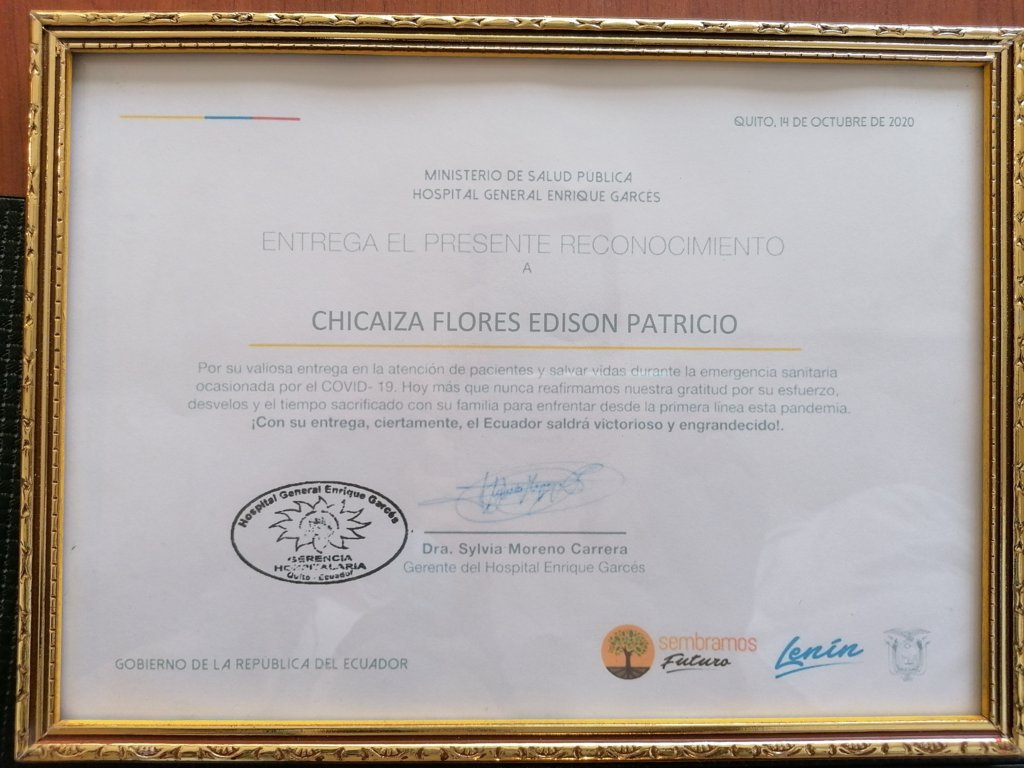 QUITO, 14 DE OCTUBRE DE 2020
MINISTERIO DE SALUD PÚBLICA
HOSPITAL GENERAL ENRIQUE GARCÉS
ENTREGA EL PRESENTE RECONOCIMIENTO
A
CHICAIZA FLORES EDISON PATRICIO
Por su valiosa entrega en la atención de pacientes y salvar vidas durante la emergencia sanitaria
ocasionada por el COVID- 19. Hoy más que nunca reafirmamos nuestra gratitud por su esfuerzo,
desvelos y el tiempo sacrificado con su familia para enfrentar desde la primera línea esta pandemia.
¡Con su entrega, ciertamente, el Ecuador saldrá victorioso y engrandecido!.
Hospital General Enrique Garcés
GERENCIA
HOSPITALARIA
Quito - Ecuador
Dra. Sylvia Moreno Carrera
Gerente del Hospital Enrique Garcés
GOBIERNO DE LA REPÚBLICA DEL ECUADOR
sembramos
Futuro
Lenín